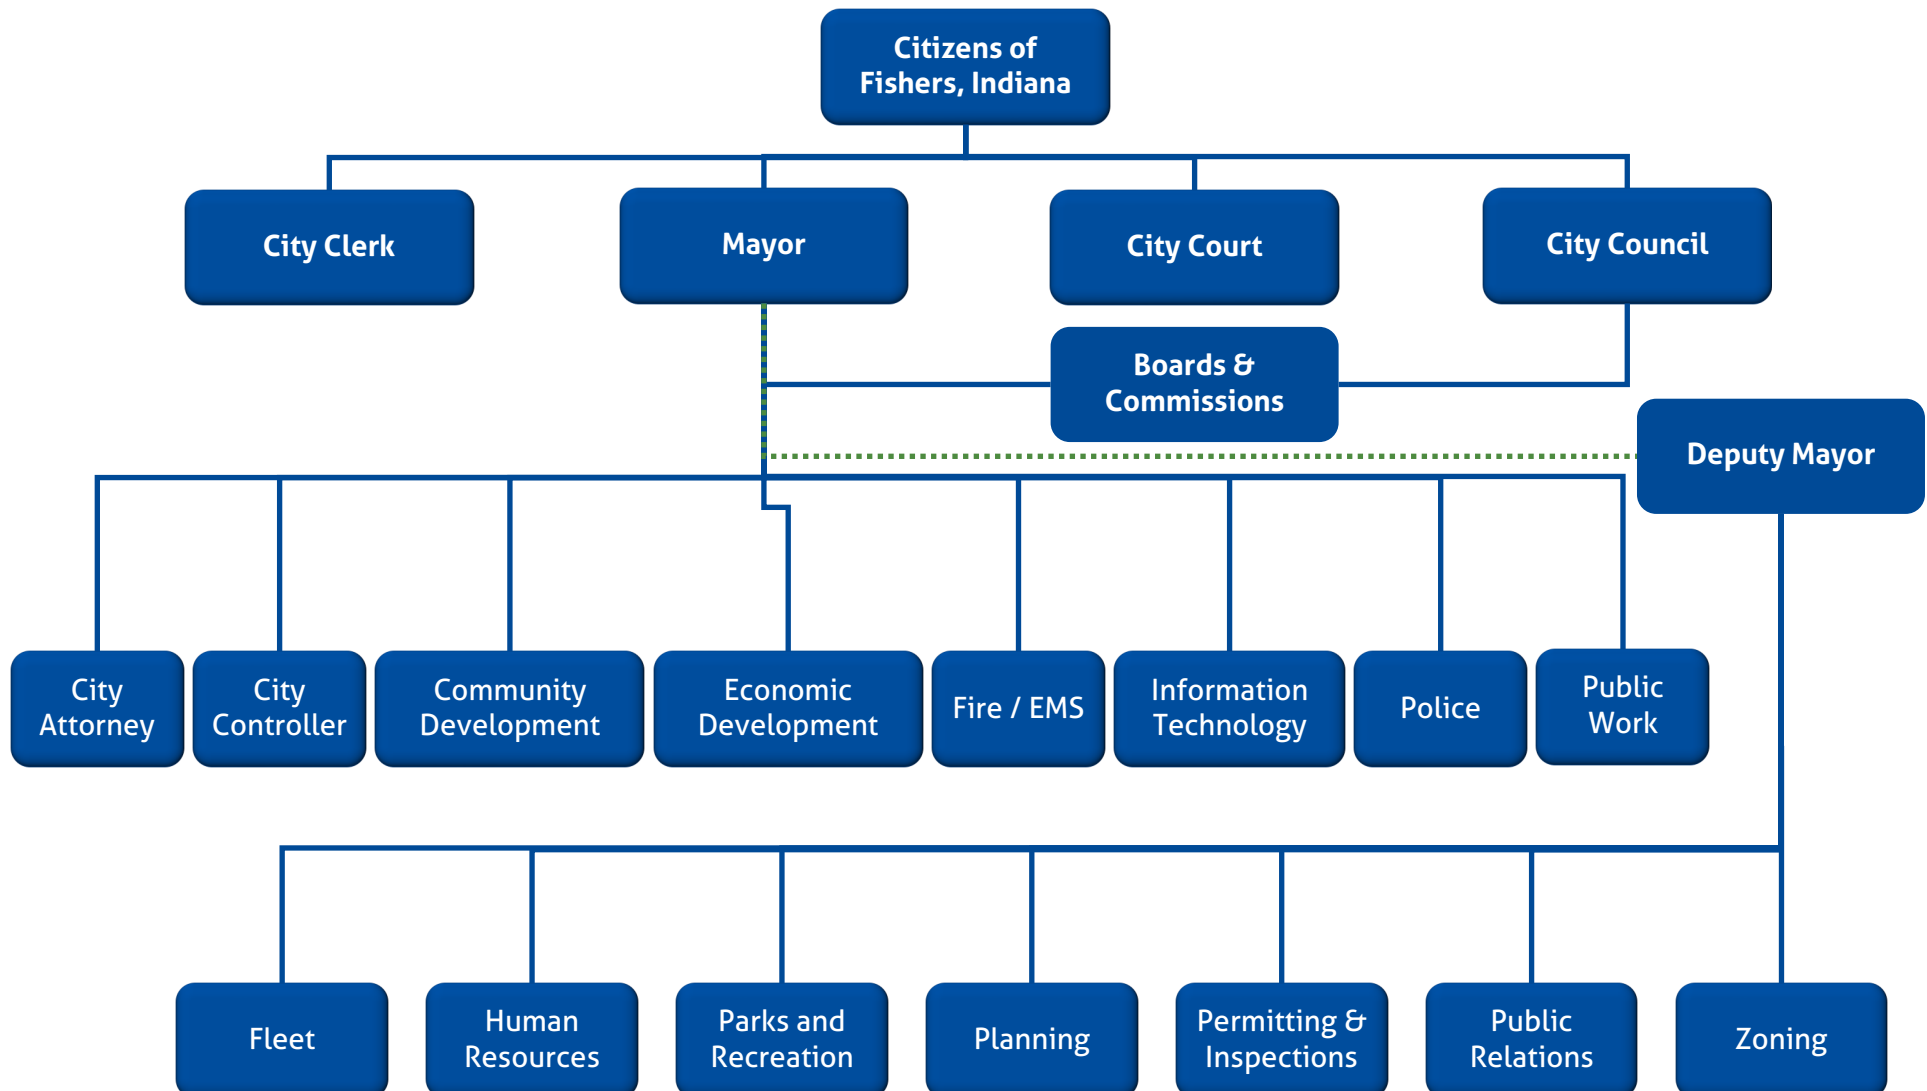 Citizens of
Fishers, Indiana
City Clerk
Mayor
City Court
City Council
Boards &
Commissions
Deputy Mayor
City
Attorney
City
Controller
Community
Development
Economic
Development
Fire / EMS
Information
Technology
Police
Public
Work
Fleet
Human
Resources
Parks and
Recreation
Planning
Permitting &
Inspections
Public
Relations
Zoning